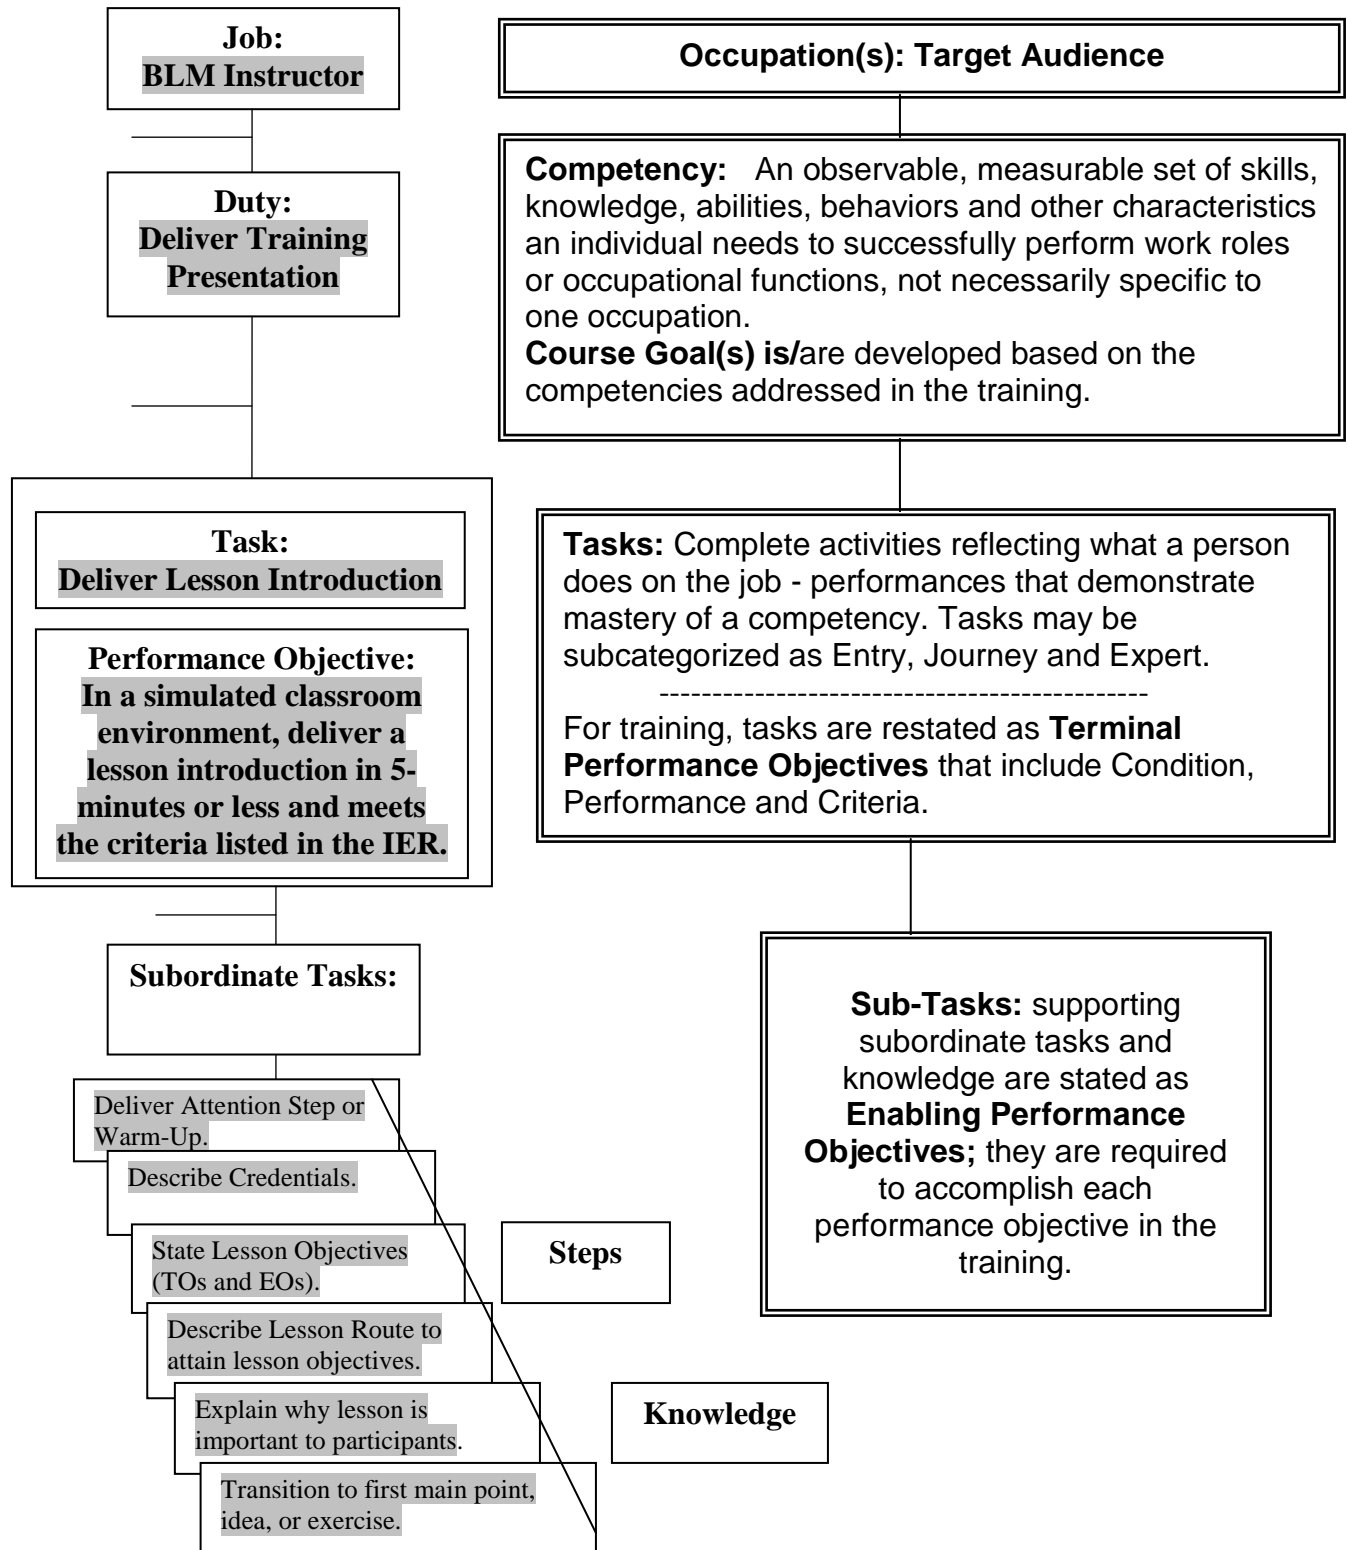 Job:
BLM Instructor
Duty:
Deliver Training
Presentation
Task:
Deliver Lesson Introduction
Performance Objective:
In a simulated classroom
environment, deliver a
lesson introduction in 5-
minutes or less and meets
the criteria listed in the IER.
Subordinate Tasks:
Deliver Attention Step or
Warm-Up.
Describe Credentials.
State Lesson Objectives
(TOs and EOs).
Describe Lesson Route to
attain lesson objectives.
Explain why lesson is
important to participants.
Transition to first main point,
idea, or exercise.
Steps
Knowledge
Occupation(s): Target Audience
Competency: An observable, measurable set of skills,
knowledge, abilities, behaviors and other characteristics
an individual needs to successfully perform work roles
or occupational functions, not necessarily specific to
one occupation.
Course Goal(s) is/are developed based on the
competencies addressed in the training.
Tasks: Complete activities reflecting what a person
does on the job - performances that demonstrate
mastery of a competency. Tasks may be
subcategorized as Entry, Journey and Expert.
----------------------------------------------
For training, tasks are restated as Terminal
Performance Objectives that include Condition,
Performance and Criteria.
Sub-Tasks: supporting
subordinate tasks and
knowledge are stated as
Enabling Performance
Objectives; they are required
to accomplish each
performance objective in the
training.